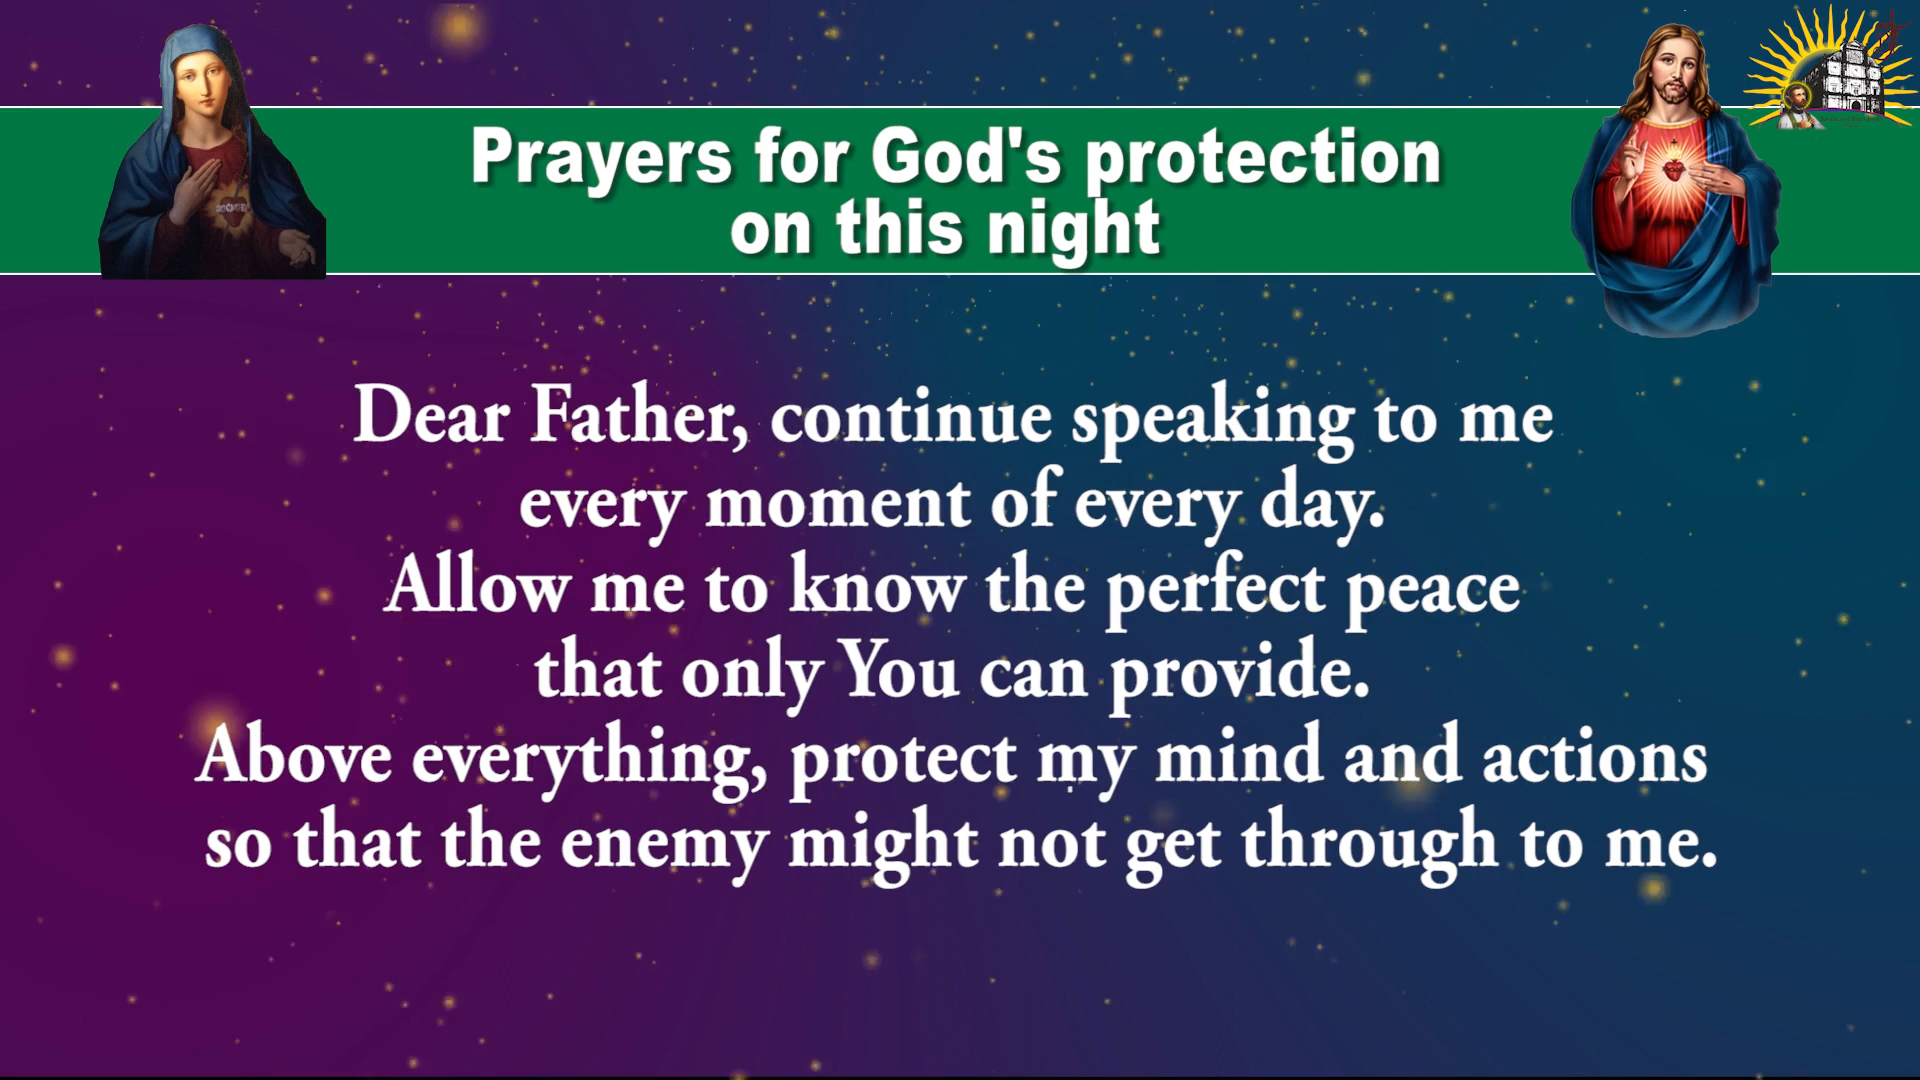 Prayers for God's protection
on this night
Dear Father, continue speaking to me
every moment of every day.
Allow me to know the perfect peace
that only You can provide.
Above everything, protect my mind and actions
so that the enemy might not get through to me.